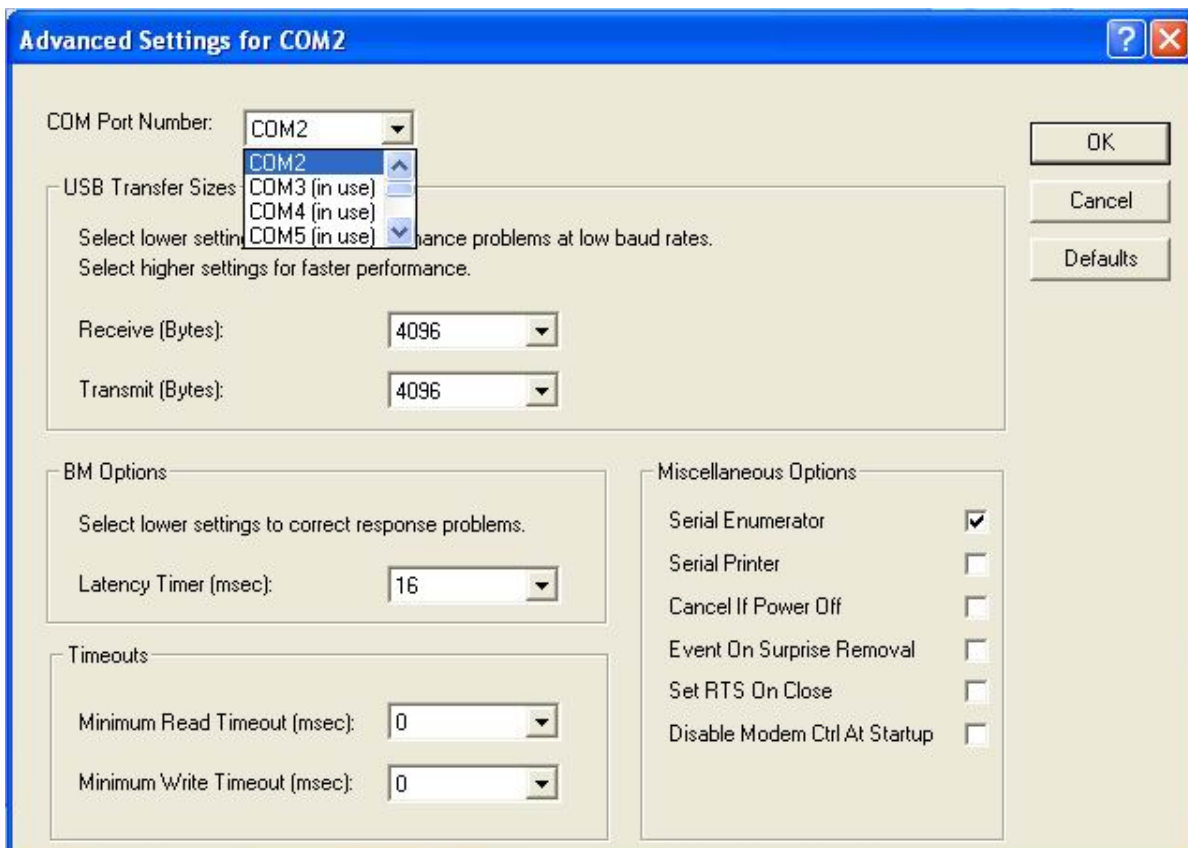 Advanced Settings for COM2
COM Port Number: COM2
COM2
COM3 (in use)
COM4 (in use)
COM5 (in use)
OK
Cancel
Defaults
USB Transfer Sizes
Select lower mance problems at low baud rates.
Select higher settings for faster performance.
Receive (Bytes): 4096
Transmit (Bytes): 4096
BM Options
Select lower settings to correct response problems.
Latency Timer (msec): 16
Timeouts
Minimum Read Timeout (msec): 0
Minimum Write Timeout (msec): 0
Miscellaneous Options
Serial Enumerator
Serial Printer
Cancel If Power Off
Event On Surprise Removal
Set RTS On Close
Disable Modem Ctrl At Startup